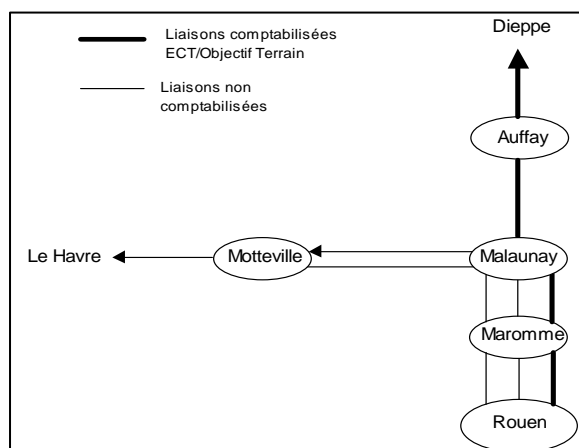 Liaisons comptabilisées
ECT/Objectif Terrain
Liaisons non
comptabilisées
Dieppe
Auffay
Le Havre
Motteville
Malaunay
Maromme
Rouen